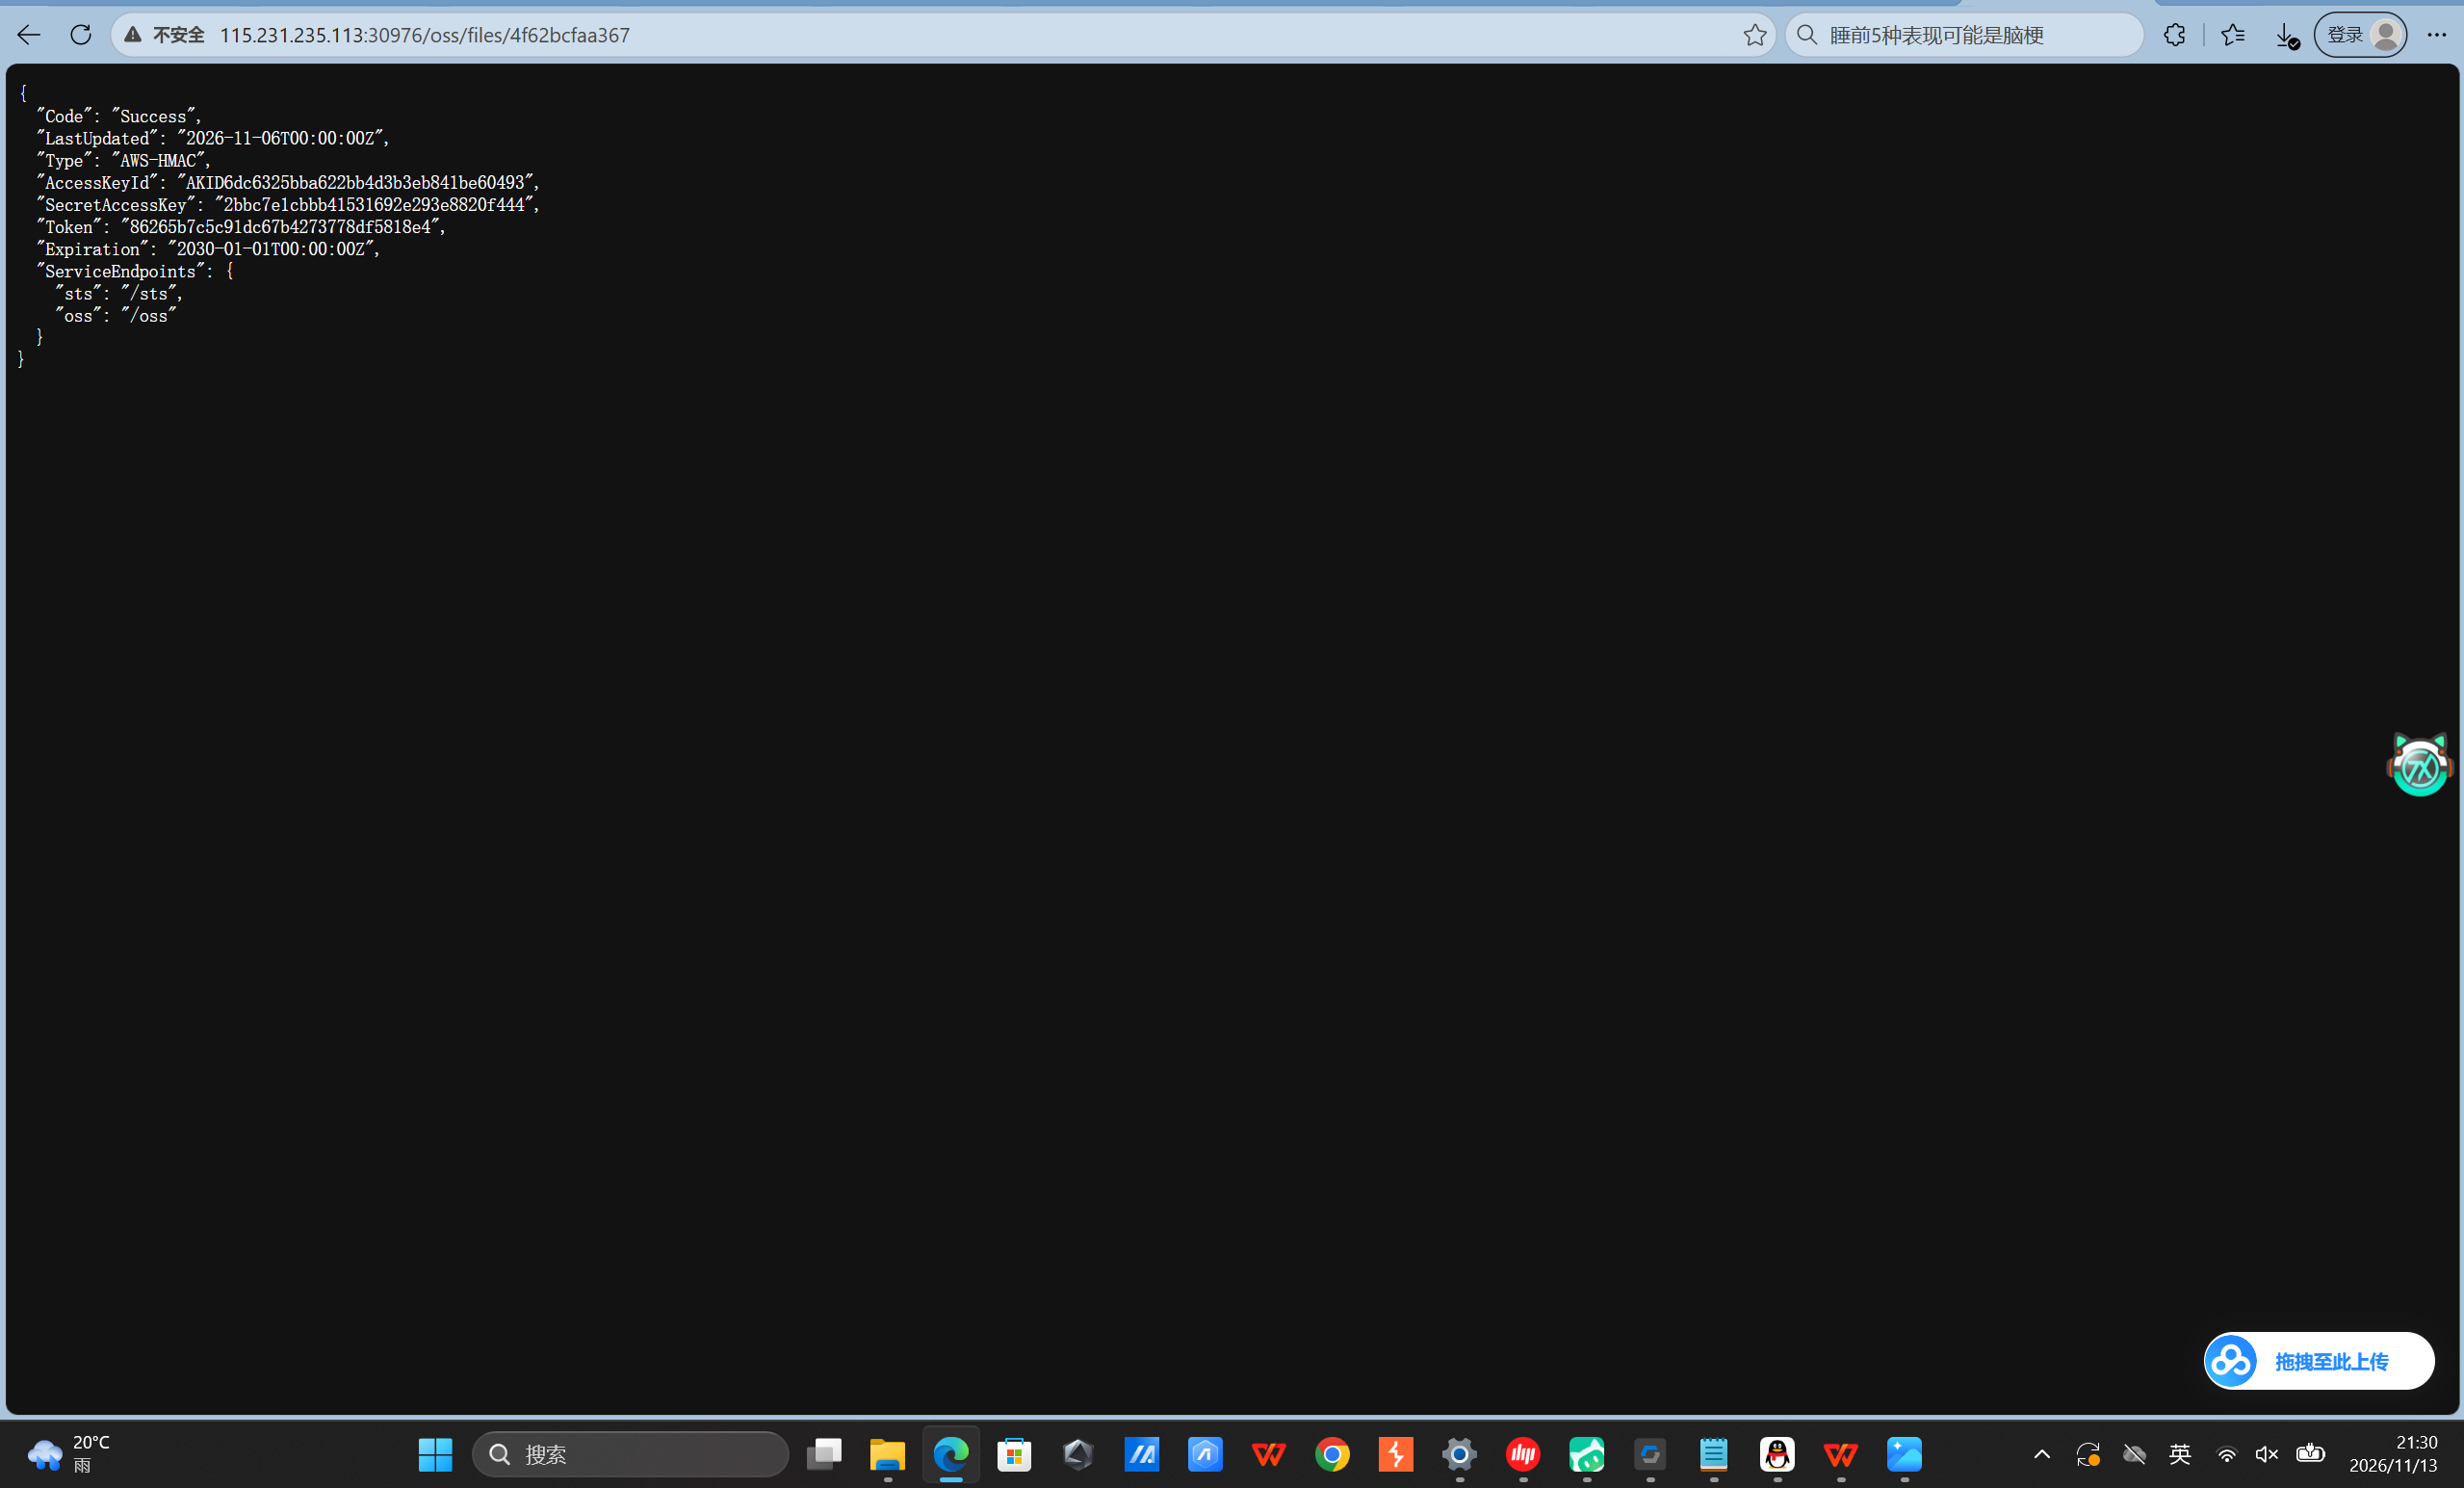 不安全 115.231.235.113:30976/oss/files/4f62bcfaa367
睡前5种表现可能是脑梗
登录
{
"Code": "Success",
"LastUpdated": "2026-11-06T00:00:00Z",
"Type": "AWS-HMAC",
"AccessKeyId": "AKID6dc6325bba622bb4d3b3eb841be60493",
"SecretAccessKey": "2bbc7e1cbbb41531692e293e8820f444",
"Token": "86265b7c5c91dc67b4273778df5818e4",
"Expiration": "2030-01-01T00:00:00Z",
"ServiceEndpoints": {
"sts": "/sts",
"oss": "/oss"
}
}
拖拽至此上传
20°C
雨
搜索
英
21:30
2026/11/13